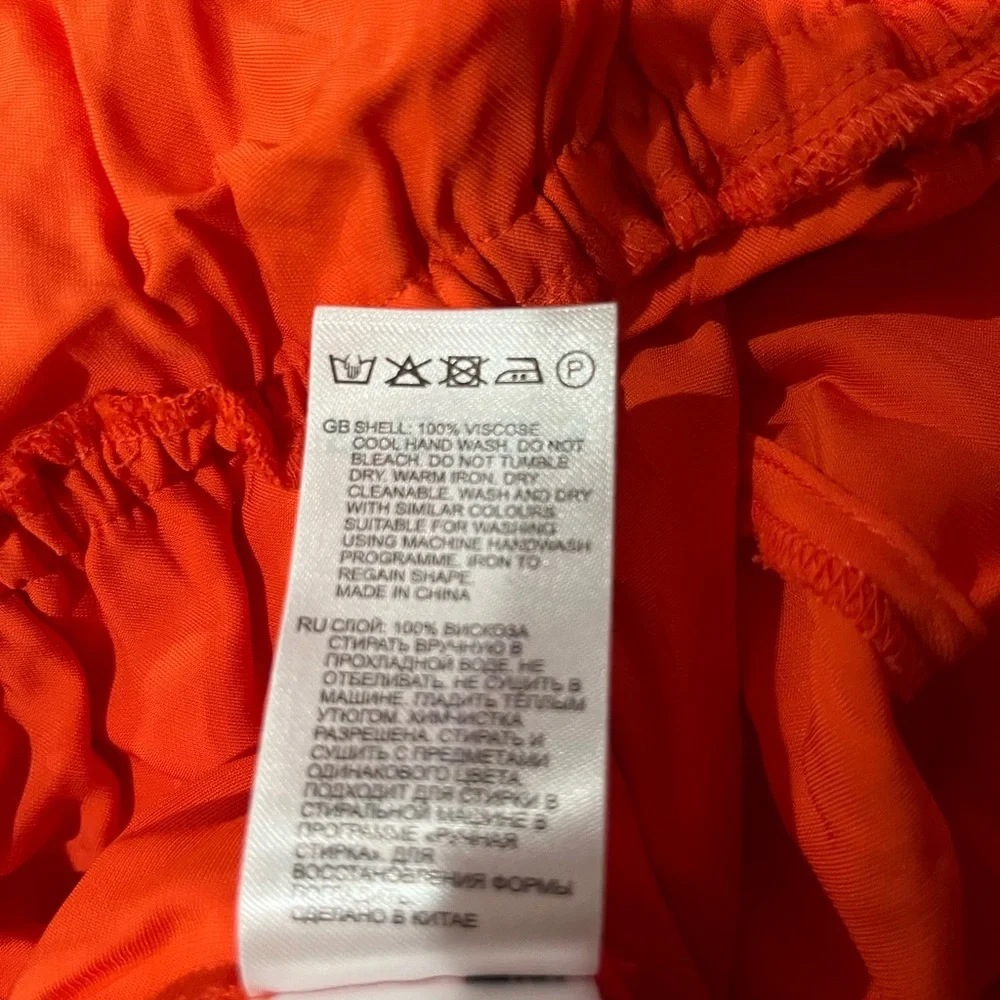 P
GB SHELL: 100% VISCOSE
COOL HAND WASH. DO NOT
BLEACH. DO NOT TUMBLE
DRY. WARM IRON. DRY
CLEANABLE. WASH AND DRY
WITH SIMILAR COLOURS.
SUITABLE FOR WASHING
USING MACHINE HANDWASH
PROGRAMME. IRON TO
REGAIN SHAPE.
MADE IN CHINA
RU СЛОЙ: 100% ВИСКОЗА
СТИРАТЬ ВРУЧНУЮ В
ПРОХЛАДНОЙ ВОДЕ. НЕ
ОТБЕЛИВАТЬ. НЕ СУШИТЬ В
МАШИНЕ. ГЛАДИТЬ ТЁПЛЫМ
УТЮГОМ. ХИМЧИСТКА
РАЗРЕШЕНА. СТИРАТЬ И
СУШИТЬ С ПРЕДМЕТАМИ
ОДИНАКОВОГО ЦВЕТА.
ПОДХОДИТ ДЛЯ СТИРКИ В
СТИРАЛЬНОЙ МАШИНЕ В
ПРОГРАММЕ «РУЧНАЯ
СТИРКА». ДЛЯ
ВОССТАНОВЛЕНИЯ ФОРМЫ
СДЕЛАНО В КИТАЕ